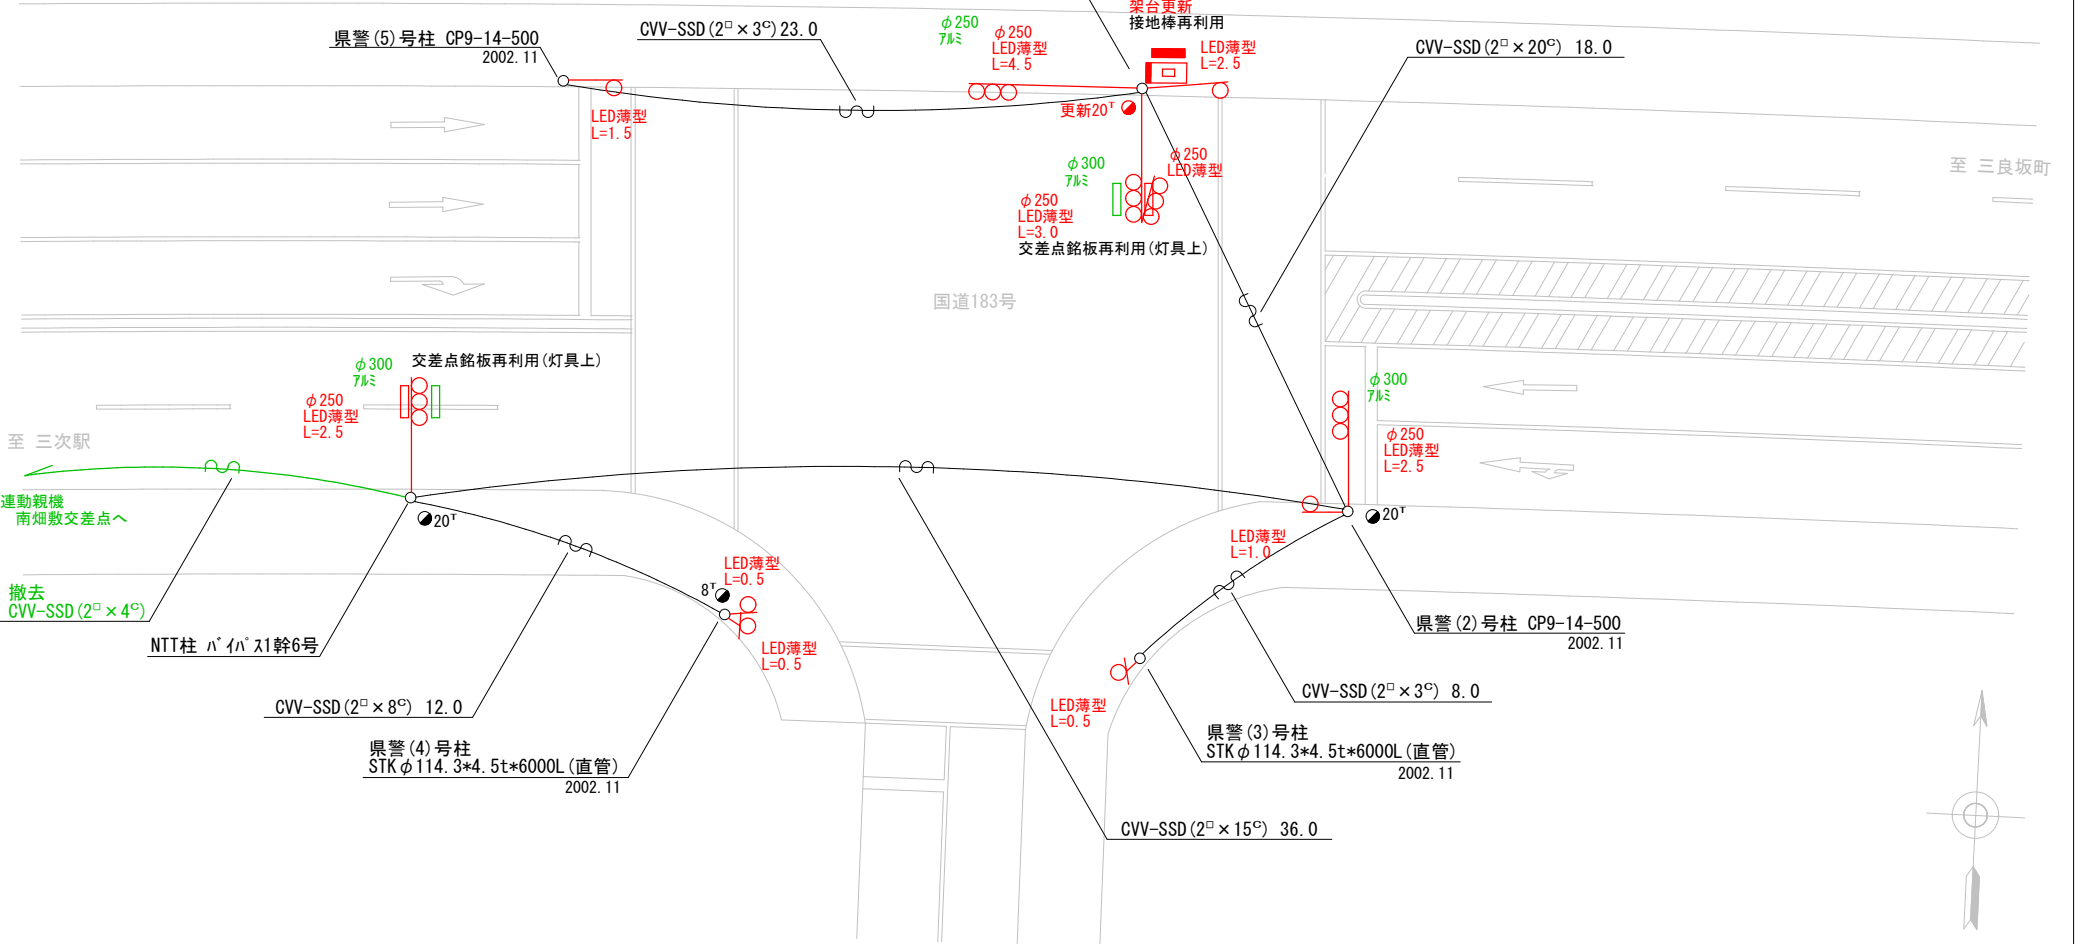 架台更新
接地棒再利用
県警(5)号柱 CP9-14-500
2002.11
CVV-SSD(2□×3C)23.0
φ250
アルミ
φ250
LED薄型
L=4.5
LED薄型
L=2.5
CVV-SSD(2□×20C) 18.0
LED薄型
L=1.5
更新20T
φ300
アルミ
φ250
LED薄型
φ250
LED薄型
L=3.0
交差点銘板再利用(灯具上)
至 三良坂町
国道183号
φ300
アルミ
交差点銘板再利用(灯具上)
φ250
LED薄型
L=2.5
至 三次駅
φ300
アルミ
φ250
LED薄型
L=2.5
連動親機
南畑敷交差点へ
20T
20T
LED薄型
L=1.0
LED薄型
L=0.5
8T
撤去
CVV-SSD(2□×4C)
NTT柱 バイパス1幹6号
LED薄型
L=0.5
県警(2)号柱 CP9-14-500
2002.11
CVV-SSD(2□×8C) 12.0
LED薄型
L=0.5
CVV-SSD(2□×3C) 8.0
県警(4)号柱
STKφ114.3*4.5t*6000L(直管)
2002.11
県警(3)号柱
STKφ114.3*4.5t*6000L(直管)
2002.11
CVV-SSD(2□×15C) 36.0